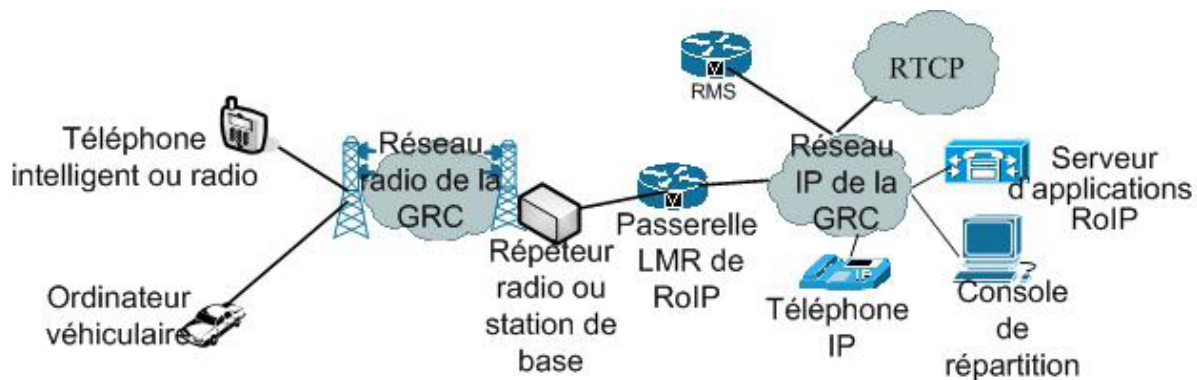 Téléphone
intelligent ou radio
Ordinateur
véhiculaire
Réseau
radio de la
GRC
Répéteur
radio ou
station de
base
Passerelle
LMR de
RoIP
V
V
RMS
RTCP
Réseau
IP de la
GRC
IP
Téléphone
IP
Serveur
d'applications
RoIP
Console
de
répartition